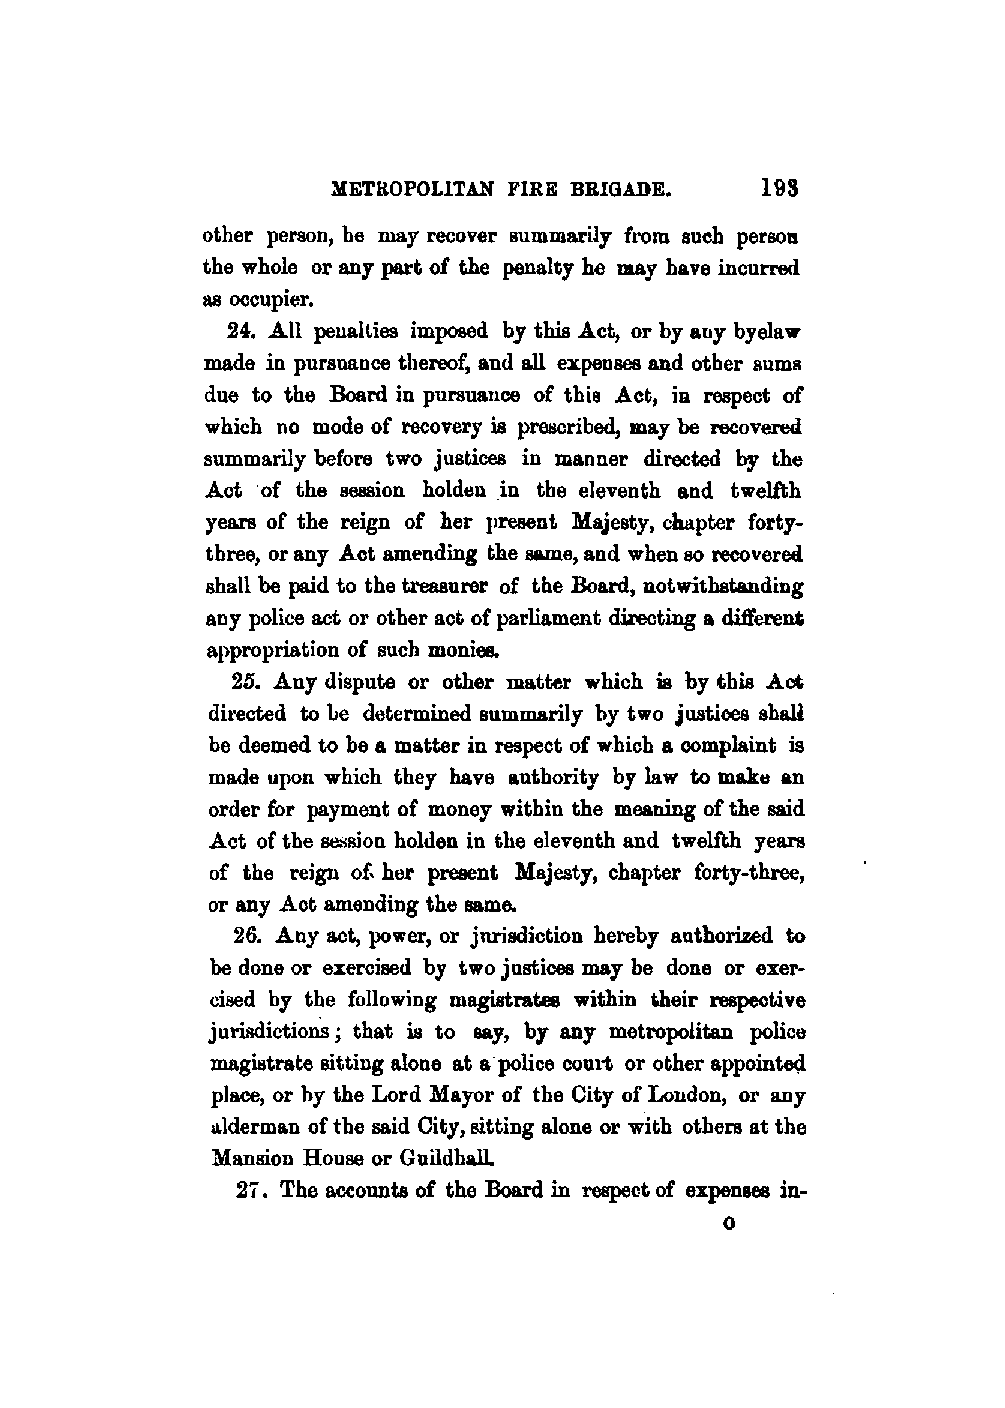 METROPOLITAN FIRE BRIGADE. 193
other person, he may recover summarily from such person
the whole or any part of the penalty he may have incurred
as occupier.
24. All penalties imposed by this Act, or by any byelaw
made in pursuance thereof, and all expenses and other sums
due to the Board in pursuance of this Act, in respect of
which no mode of recovery is prescribed, may be recovered
summarily before two justices in manner directed by the
Act of the session holden in the eleventh and twelfth
years of the reign of her present Majesty, chapter forty-
three, or any Act amending the same, and when so recovered
shall be paid to the treasurer of the Board, notwithstanding
any police act or other act of parliament directing a different
appropriation of such monies.
25. Any dispute or other matter which is by this Act
directed to be determined summarily by two justices shall
be deemed to be a matter in respect of which a complaint is
made upon which they have authority by law to make an
order for payment of money within the meaning of the said
Act of the session holden in the eleventh and twelfth years
of the reign of her present Majesty, chapter forty-three,
or any Act amending the same.
26. Any act, power, or jurisdiction hereby authorized to
be done or exercised by two justices may be done or exer-
cised by the following magistrates within their respective
jurisdictions; that is to say, by any metropolitan police
magistrate sitting alone at a police court or other appointed
place, or by the Lord Mayor of the City of London, or any
alderman of the said City, sitting alone or with others at the
Mansion House or Guildhall.
27. The accounts of the Board in respect of expenses in-
O